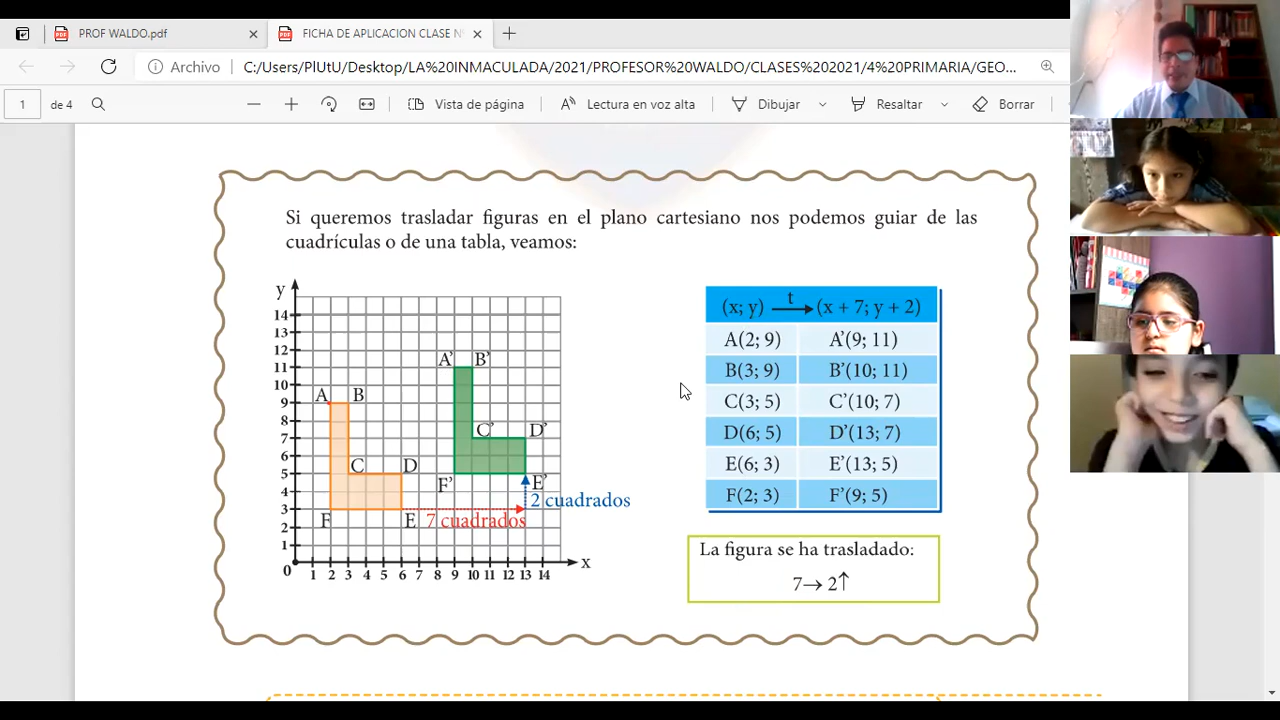 PROF WALDO.pdf
FICHA DE APLICACION CLASE N
Archivo
C:/Users/PlUtU/Desktop/LA%20INMACULADA/2021/PROFESOR%20WALDO/CLASES%202021/4%20PRIMARIA/GEO...
1
de 4
Vista de página
Lectura en voz alta
Dibujar
Resaltar
Borrar
Si queremos trasladar figuras en el plano cartesiano nos podemos guiar de las
cuadrículas o de una tabla, veamos:
y
14
13
12
11
10
9
8
7
6
5
4
3
2
1
0
1 2 3 4 5 6 7 8 9 10 11 12 13 14
x
A B
C D
F E
A' B'
C' D'
F' E'
7 cuadrados
2 cuadrados
(x; y) t→ (x + 7; y + 2)
A(2; 9) A'(9; 11)
B(3; 9) B'(10; 11)
C(3; 5) C'(10; 7)
D(6; 5) D'(13; 7)
E(6; 3) E'(13; 5)
F(2; 3) F'(9; 5)
La figura se ha trasladado:
7→ 2↑